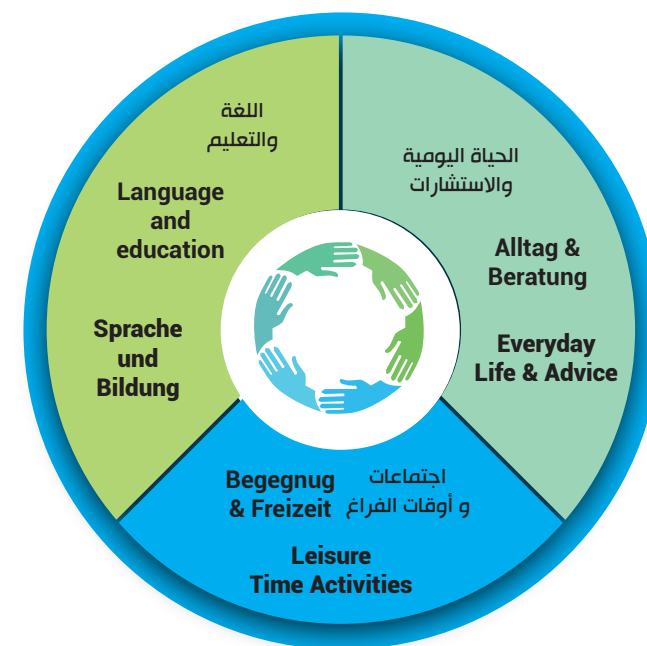 اللغة
والتعليم
Language
and
education
Sprache
und
Bildung
الحياة اليومية
والاستشارات
Alltag &
Beratung
Everyday
Life & Advice
Begegnug
& Freizeit
اجتماعات
و أوقات الفراغ
Leisure
Time Activities